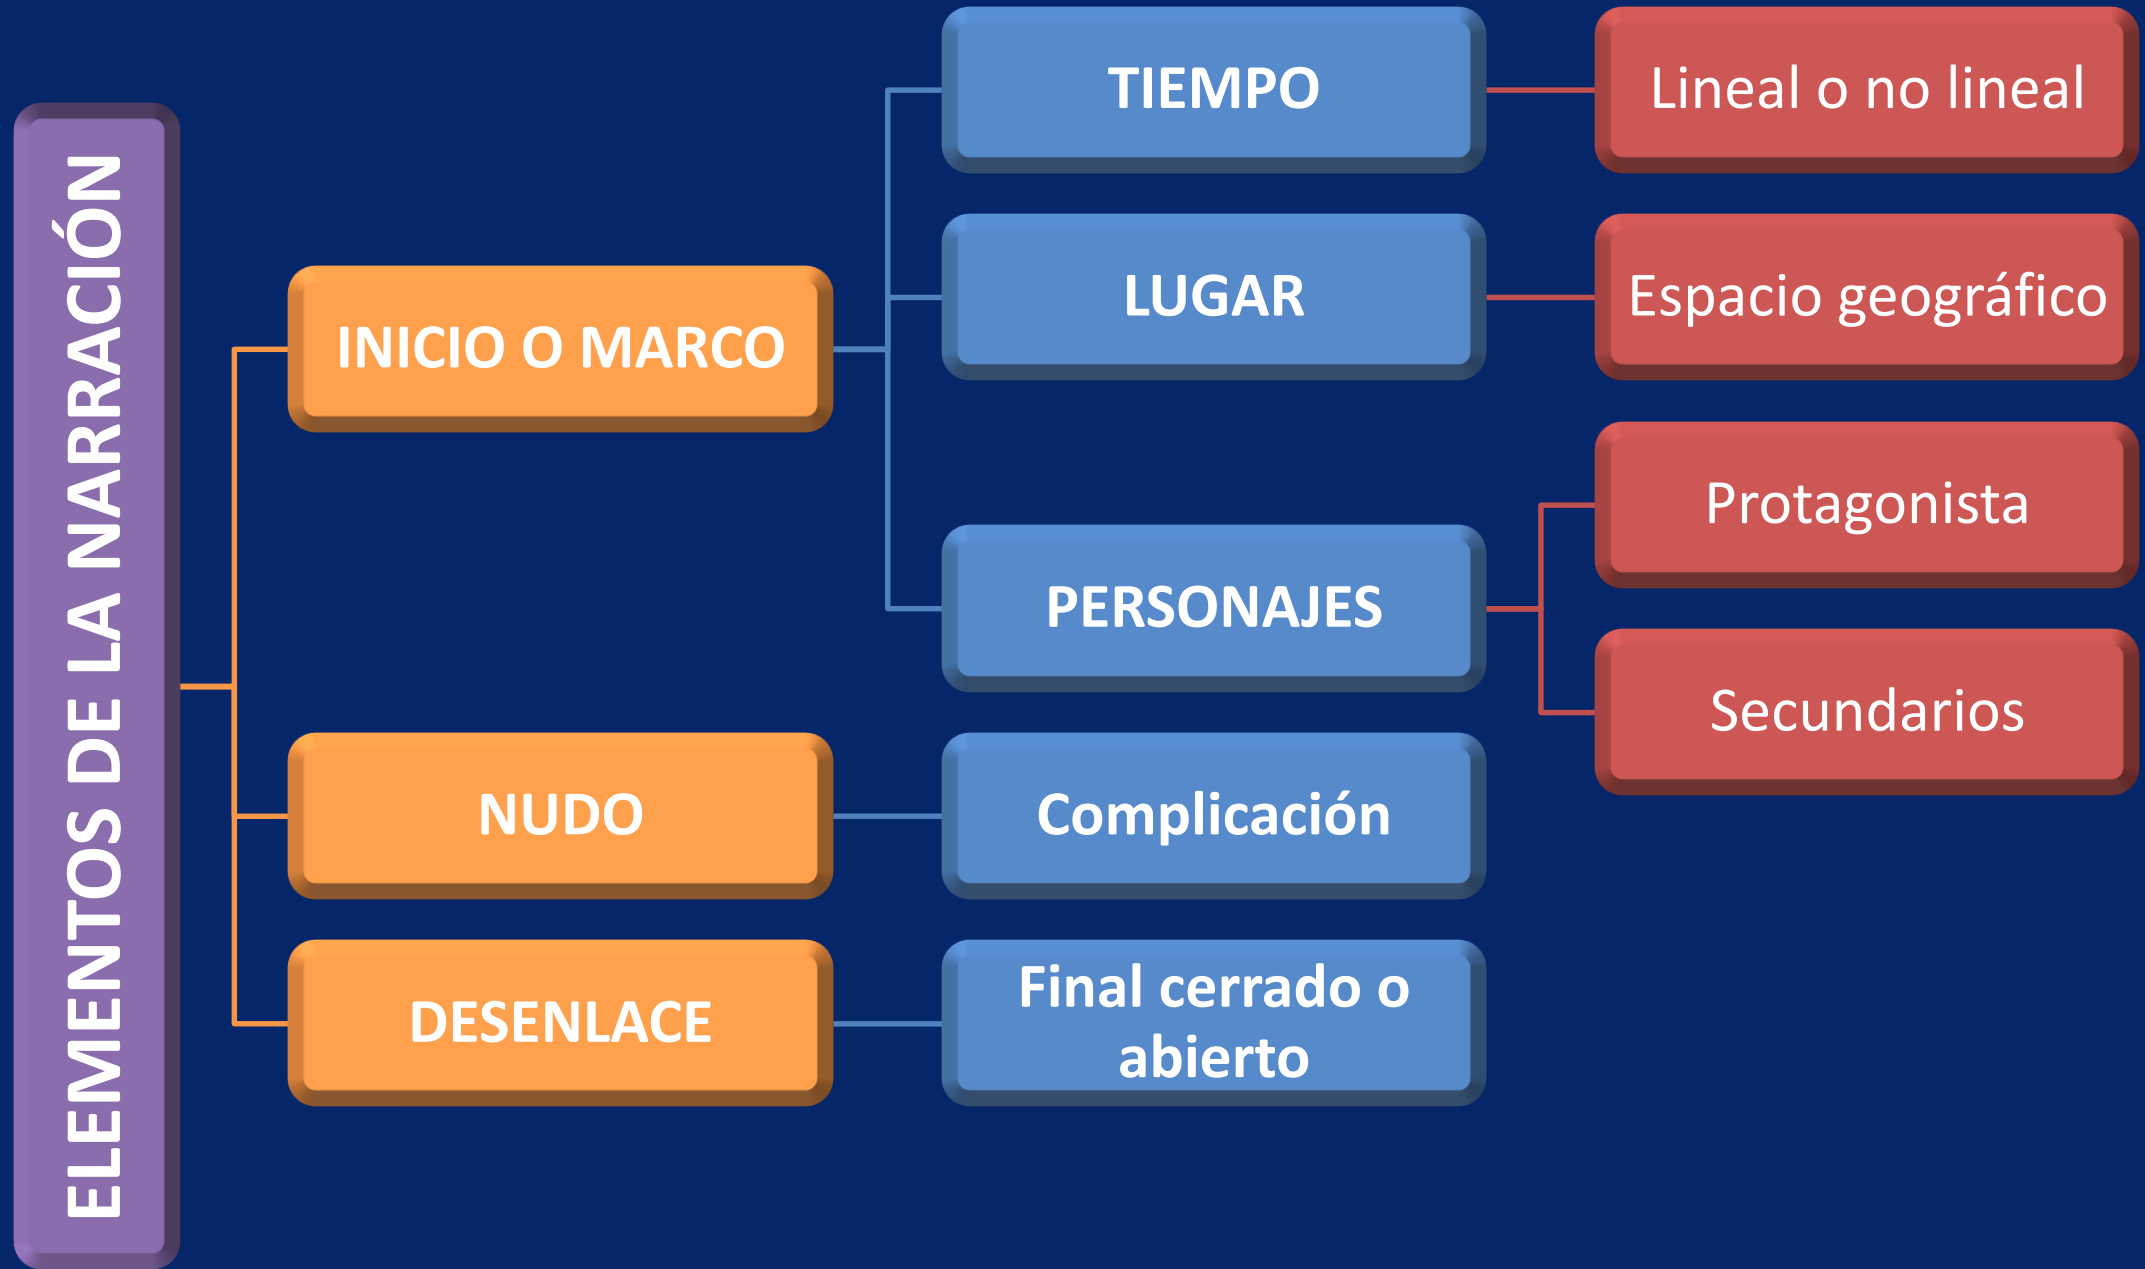 ELEMENTOS DE LA NARRACIÓN
INICIO O MARCO
TIEMPO
Lineal o no lineal
LUGAR
Espacio geográfico
PERSONAJES
Protagonista
Secundarios
NUDO
Complicación
DESENLACE
Final cerrado o
abierto